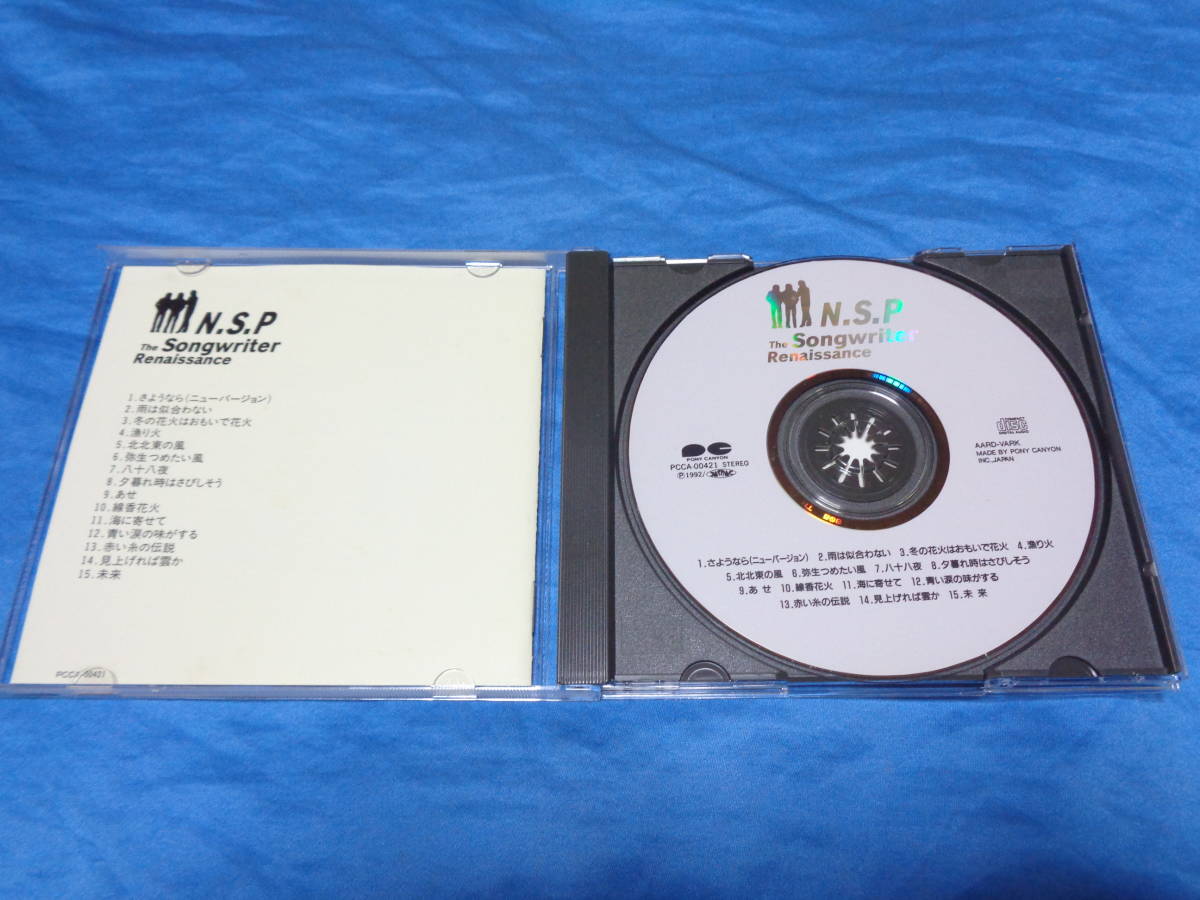 N.S.P
The Songwriter
Renaissance
1.さようなら(ニューバージョン)
2.雨は似合わない
3.冬の花火はおもいで花火
4.漁り火
5.北北東の風
6.弥生つめたい風
7.八十八夜
8.夕暮れ時はさびしそう
9.あせ
10.線香花火
11.海に寄せて
12.青い涙の味がする
13.赤い糸の伝説
14.見上げれば雲か
15.未来
PCCA-00421
N.S.P
The Songwriter
Renaissance
PONY CANYON
PCCA-00421 STEREO
Ⓟ1992/
COMPACT
disc
DIGITAL AUDIO
AARD-VARK
MADE BY PONY CANYON
INC.,JAPAN
1.さようなら(ニューバージョン) 2.雨は似合わない 3.冬の花火はおもいで花火 4.漁り火
5.北北東の風 6.弥生つめたい風 7.八十八夜 8.夕暮れ時はさびしそう
9.あ せ 10.線香花火 11.海に寄せて 12.青い涙の味がする
13.赤い糸の伝説 14.見上げれば雲か 15.未 来